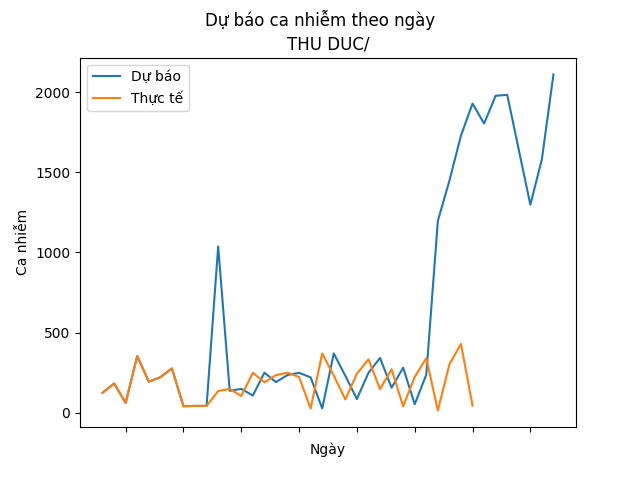 Dự báo ca nhiễm theo ngày
THU DUC/
Dự báo
Thực tế
2000
1500
1000
500
0
Ca nhiễm
Ngày